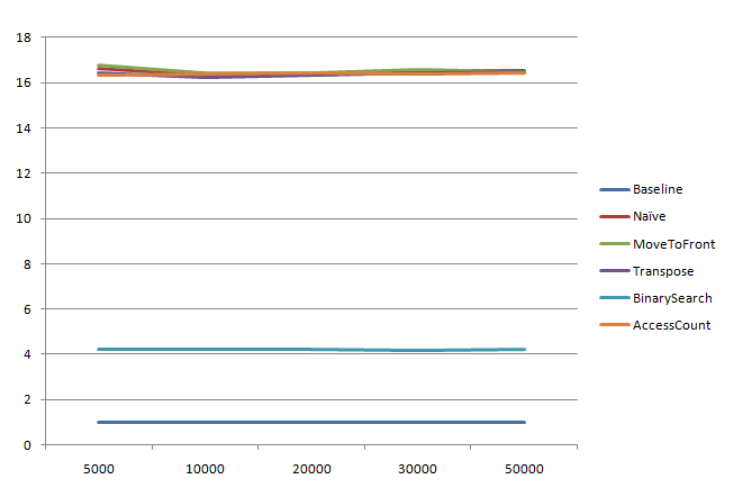 18
16
14
12
10
8
6
4
2
0
5000 10000 20000 30000 50000
Baseline
Naïve
MoveToFront
Transpose
BinarySearch
AccessCount